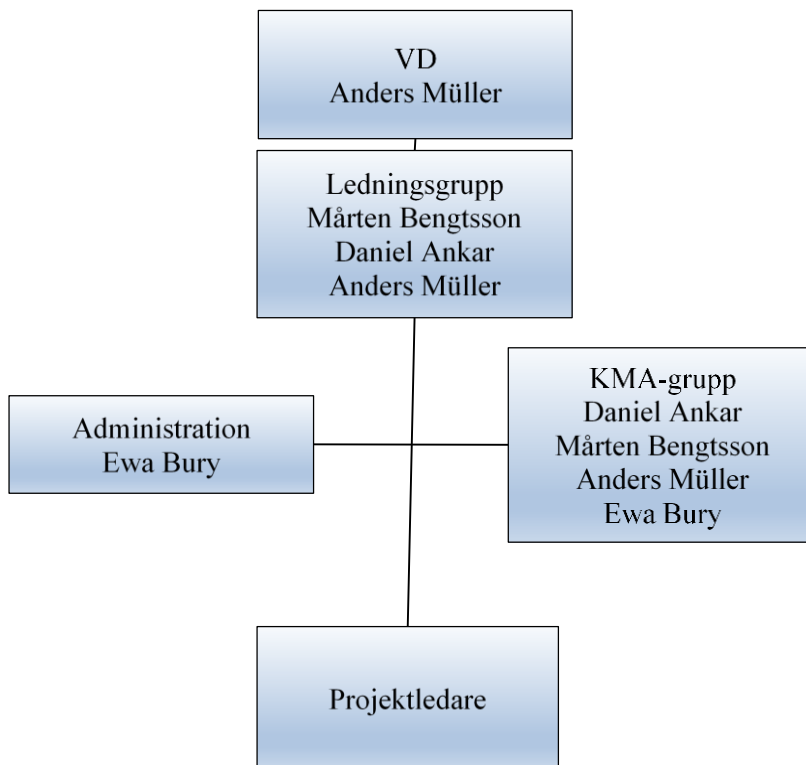 VD
Anders Müller
Ledningsgrupp
Mårten Bengtsson
Daniel Ankar
Anders Müller
Administration
Ewa Bury
KMA-grupp
Daniel Ankar
Mårten Bengtsson
Anders Müller
Ewa Bury
Projektledare